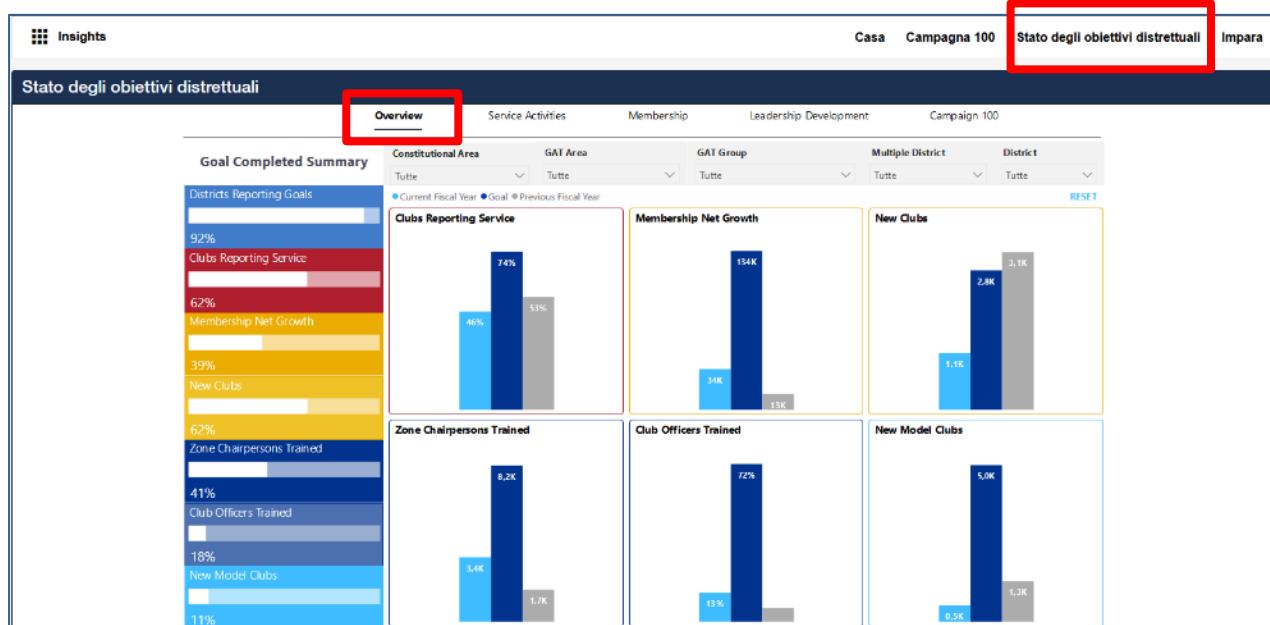 Insights
Casa Campagna 100 Stato degli obiettivi distrettuali Impara
Stato degli obiettivi distrettuali
Overview Service Activities Membership Leadership Development Campaign 100
Goal Completed Summary
Constitutional Area GAT Area GAT Group Multiple District District
Tutte Tutte Tutte Tutte Tutte
Current Fiscal Year Goal Previous Fiscal Year RESET
Districts Reporting Goals
92%
Clubs Reporting Service
62%
Membership Net Growth
39%
New Clubs
62%
Zone Chairpersons Trained
41%
Club Officers Trained
18%
New Model Clubs
11%
Clubs Reporting Service
46%
74%
53%
Membership Net Growth
34K
134K
13K
New Clubs
1.1K
2,8K
3,1K
Zone Chairpersons Trained
3,4K
8,2K
1,7K
Club Officers Trained
13%
72%
New Model Clubs
0,5K
5,0K
1,3K